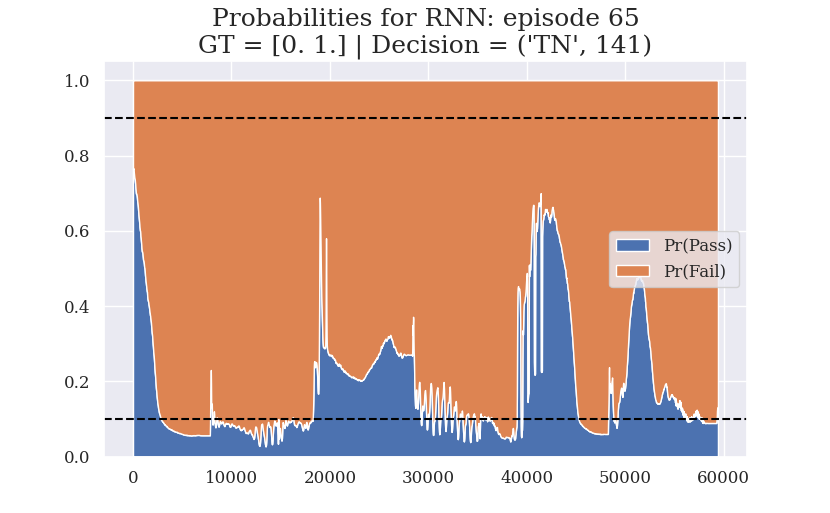 Probabilities for RNN: episode 65
GT = [0. 1.] | Decision = ('TN', 141)
1.0
0.8
0.6
0.4
0.2
0.0
Pr(Pass)
Pr(Fail)
0 10000 20000 30000 40000 50000 60000